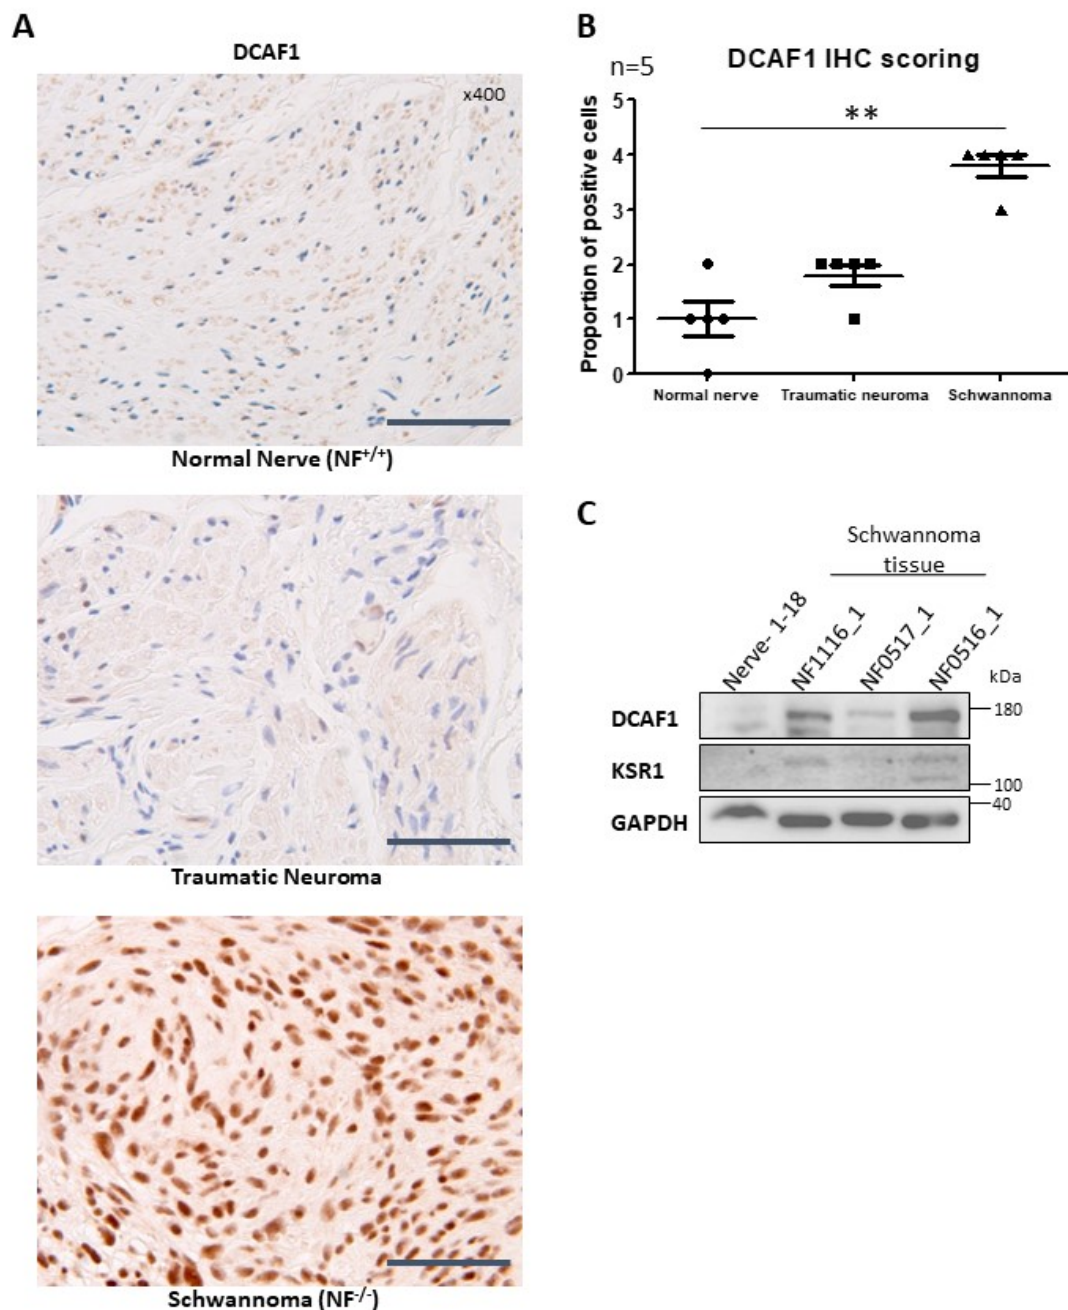 A
DCAF1
x400
Normal Nerve (NF+/+)
Traumatic Neuroma
Schwannoma (NF-/-)
B
n=5
DCAF1 IHC scoring
**
Proportion of positive cells
5
4
3
2
1
0
Normal nerve
Traumatic neuroma
Schwannoma
C
Schwannoma
tissue
Nerve- 1-18
NF1116_1
NF0517_1
NF0516_1
kDa
DCAF1
180
KSR1
100
GAPDH
40